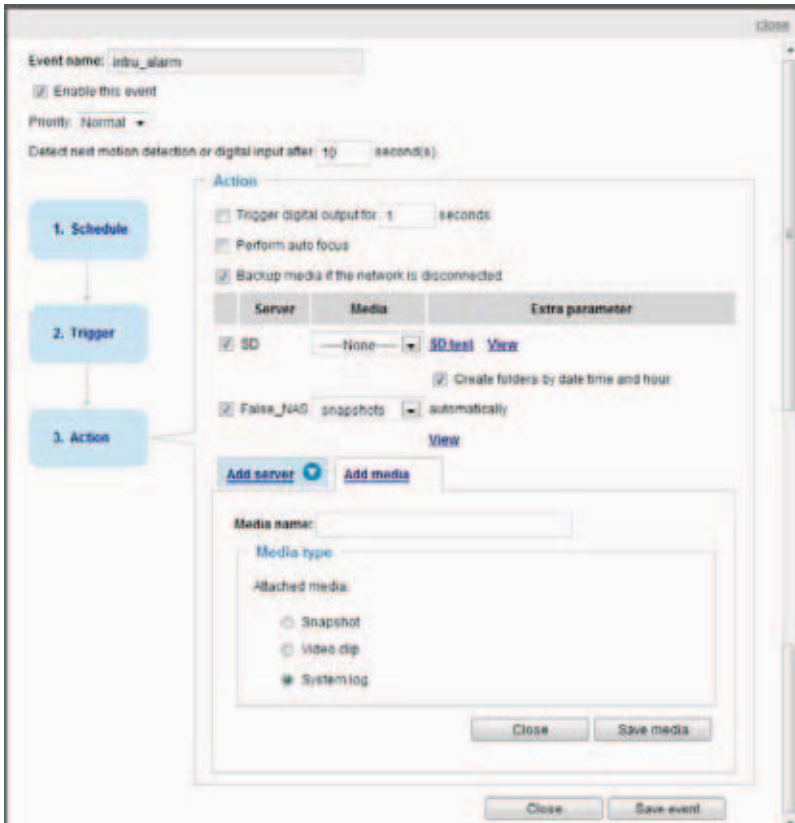 close
Event name: intru_alarm
Enable this event
Priority: Normal
Detect next motion detection or digital input after 10 second(s).
Action
Trigger digital output for 1 seconds
Perform auto focus
Backup media if the network is disconnected
Server Media Extra parameter
SD ----None---- SD test View
Create folders by date time and hour
False_NAS snapshots automatically
View
1. Schedule
2. Trigger
3. Action
Add server Add media
Media name:
Media type
Attached media:
Snapshot
Video clip
System log
Close Save media
Close Save event